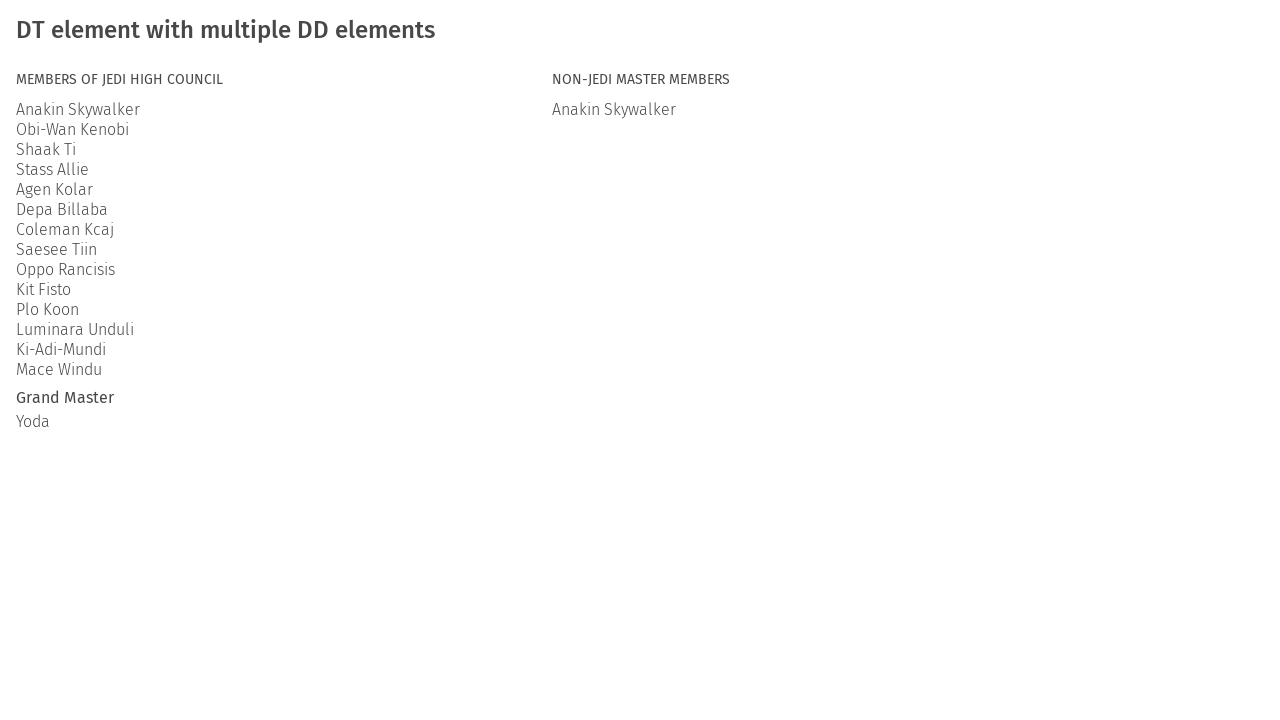 DT element with multiple DD elements
MEMBERS OF JEDI HIGH COUNCIL
Anakin Skywalker
Obi-Wan Kenobi
Shaak Ti
Stass Allie
Agen Kolar
Depa Billaba
Coleman Kcaj
Saesee Tiin
Oppo Rancisis
Kit Fisto
Plo Koon
Luminara Unduli
Ki-Adi-Mundi
Mace Windu
Grand Master
Yoda
NON-JEDI MASTER MEMBERS
Anakin Skywalker